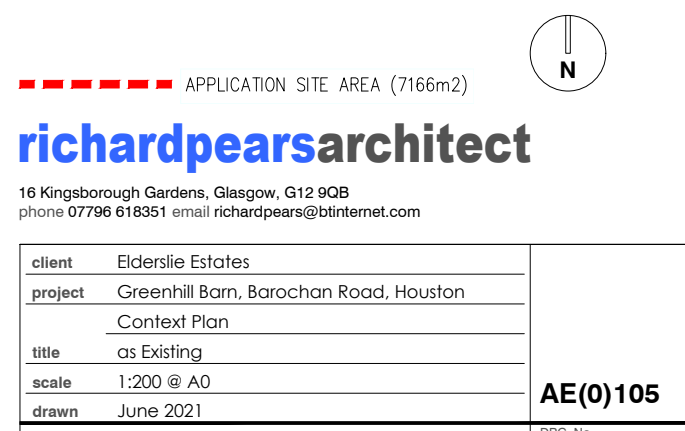 N
APPLICATION SITE AREA (7166m2)
richardpearsarchitect
16 Kingsborough Gardens, Glasgow, G12 9QB
phone 07796 618351 email richardpears@btinternet.com
client Elderslie Estates
project Greenhill Barn, Barochan Road, Houston
Context Plan
title as Existing
scale 1:200 @ A0
drawn June 2021
AE(0)105